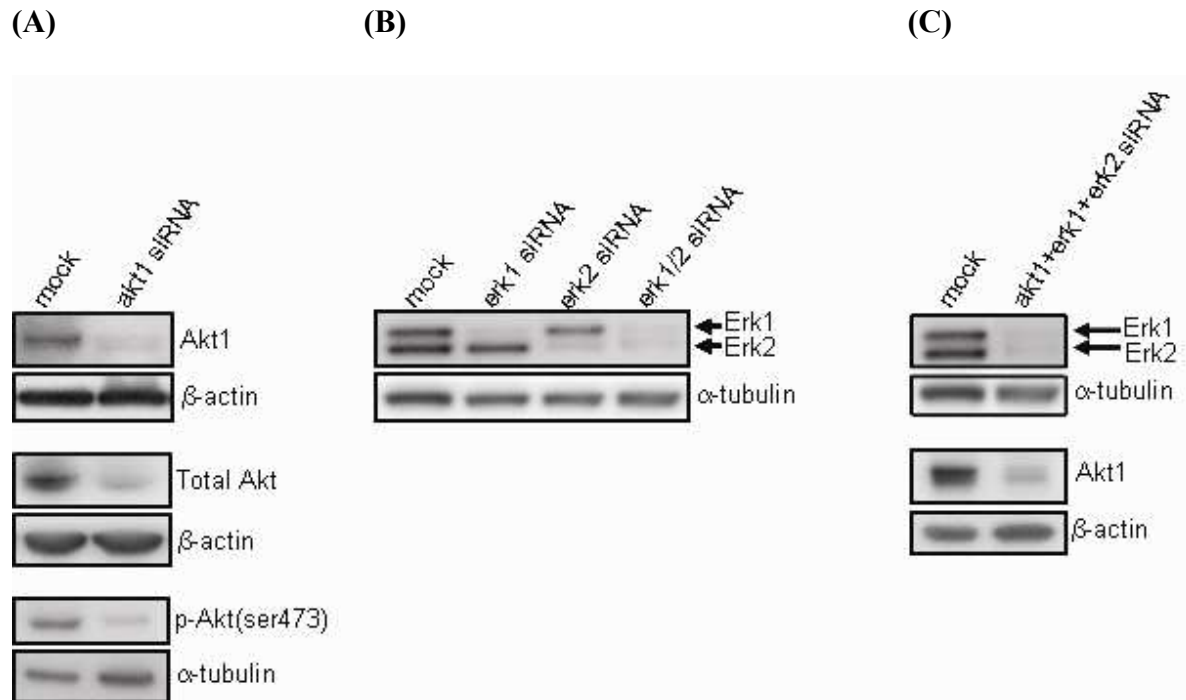 (A)
(B)
(C)
mock
akt1 siRNA
Akt1
β-actin
Total Akt
β-actin
p-Akt(ser473)
α-tubulin
mock
erk1 siRNA
erk2 siRNA
erk1/2 siRNA
Erk1
Erk2
α-tubulin
mock
akt1+erk1+erk2 siRNA
Erk1
Erk2
α-tubulin
Akt1
β-actin